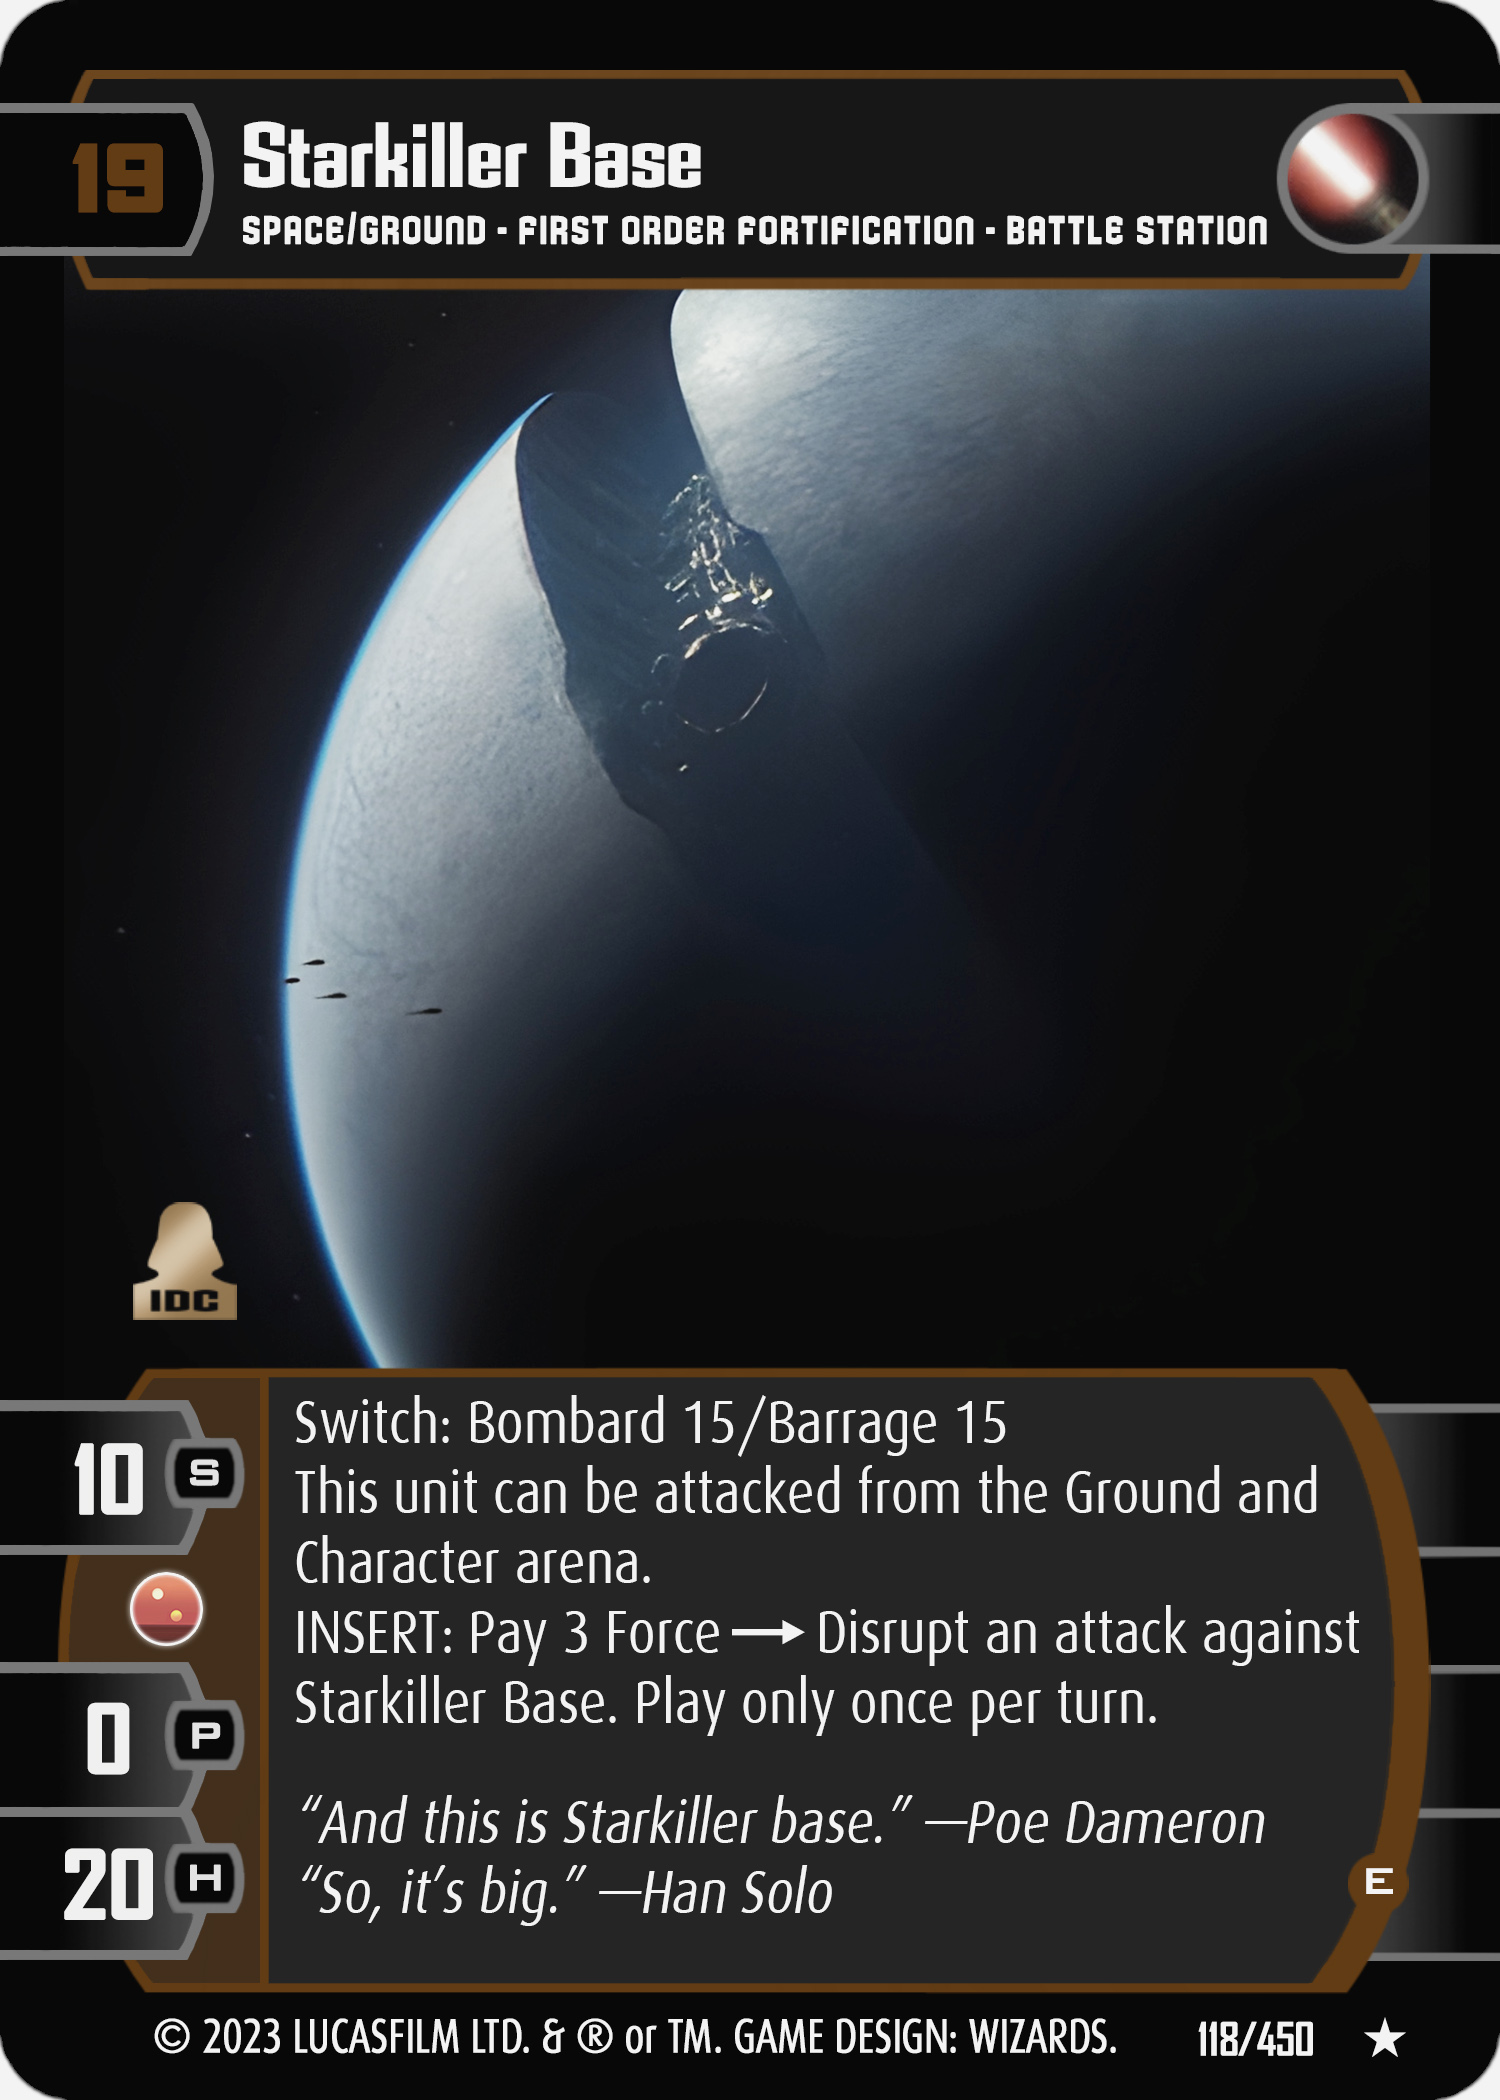 19
Starkiller Base
SPACE/GROUND - FIRST ORDER FORTIFICATION - BATTLE STATION
IDC
10 S
0 P
20 H
Switch: Bombard 15/Barrage 15
This unit can be attacked from the Ground and
Character arena.
INSERT: Pay 3 Force → Disrupt an attack against
Starkiller Base. Play only once per turn.
“And this is Starkiller base.” —Poe Dameron
“So, it’s big.” —Han Solo
E
© 2023 LUCASFILM LTD. & ® or TM. GAME DESIGN: WIZARDS.
118/450 ★